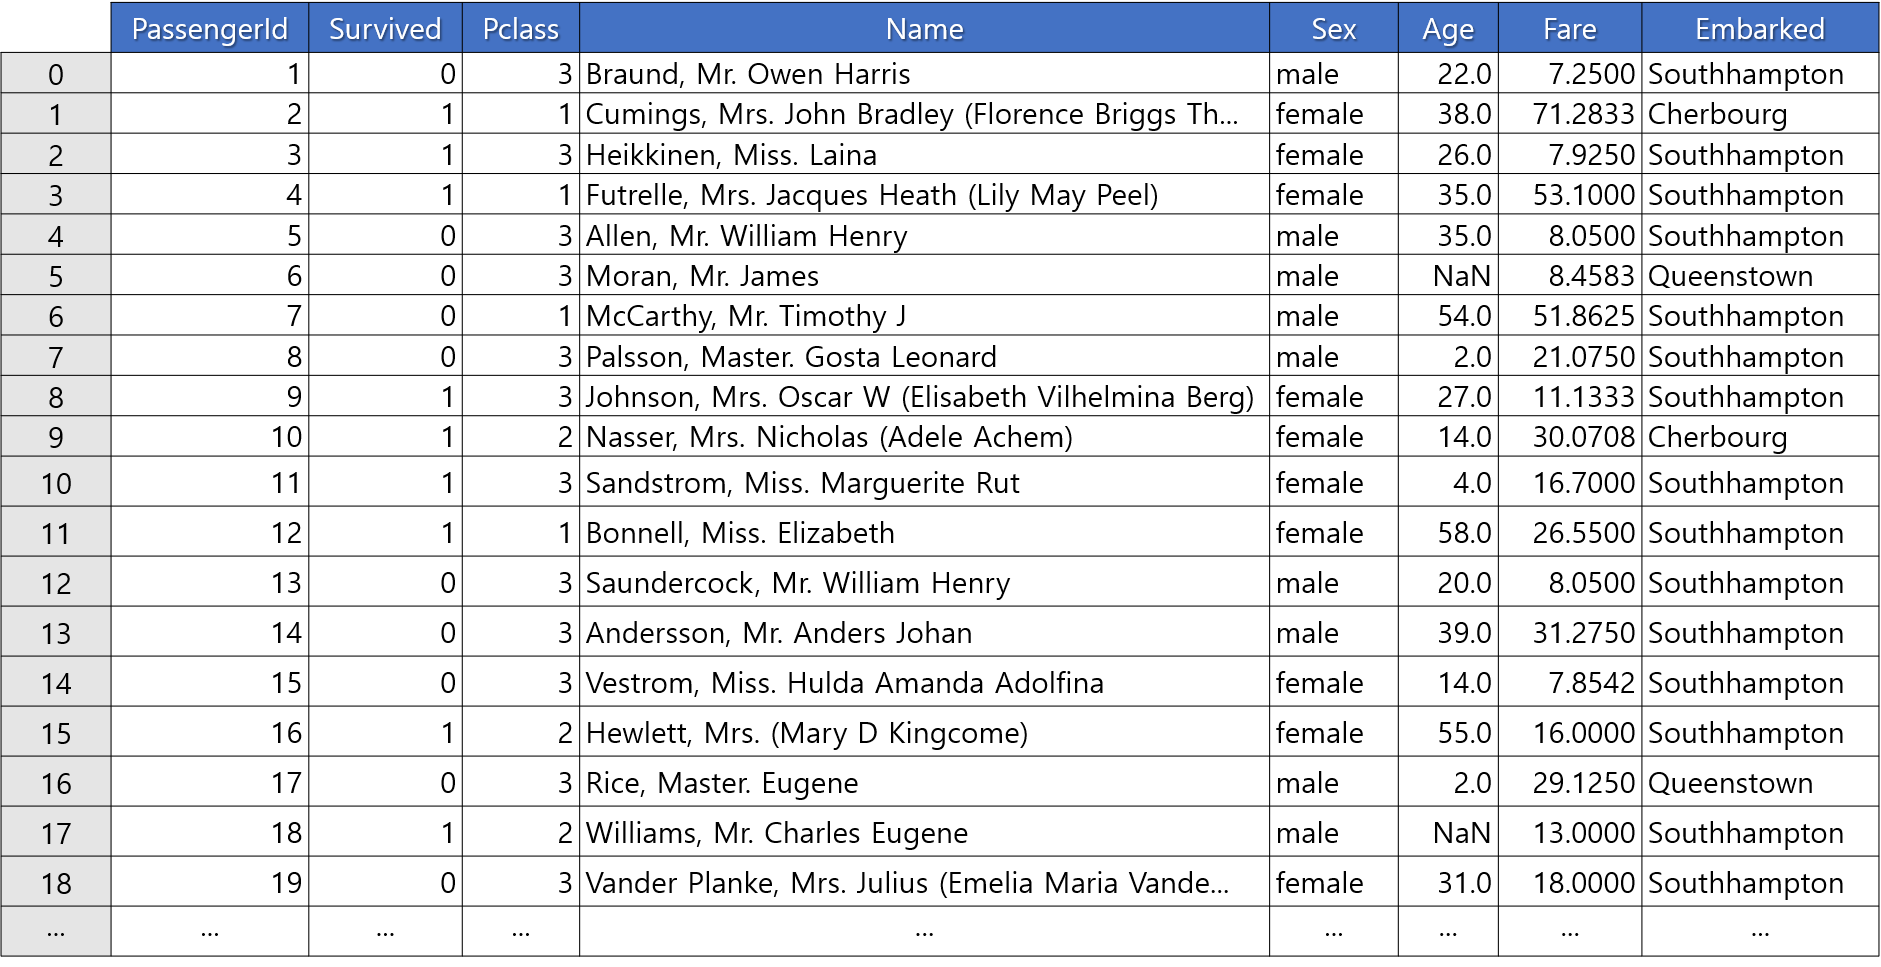 PassengerId Survived Pclass Name Sex Age Fare Embarked
0 1 0 3 Braund, Mr. Owen Harris male 22.0 7.2500 Southhampton
1 2 1 1 Cumings, Mrs. John Bradley (Florence Briggs Th... female 38.0 71.2833 Cherbourg
2 3 1 3 Heikkinen, Miss. Laina female 26.0 7.9250 Southhampton
3 4 1 1 Futrelle, Mrs. Jacques Heath (Lily May Peel) female 35.0 53.1000 Southhampton
4 5 0 3 Allen, Mr. William Henry male 35.0 8.0500 Southhampton
5 6 0 3 Moran, Mr. James male NaN 8.4583 Queenstown
6 7 0 1 McCarthy, Mr. Timothy J male 54.0 51.8625 Southhampton
7 8 0 3 Palsson, Master. Gosta Leonard male 2.0 21.0750 Southhampton
8 9 1 3 Johnson, Mrs. Oscar W (Elisabeth Vilhelmina Berg) female 27.0 11.1333 Southhampton
9 10 1 2 Nasser, Mrs. Nicholas (Adele Achem) female 14.0 30.0708 Cherbourg
10 11 1 3 Sandstrom, Miss. Marguerite Rut female 4.0 16.7000 Southhampton
11 12 1 1 Bonnell, Miss. Elizabeth female 58.0 26.5500 Southhampton
12 13 0 3 Saundercock, Mr. William Henry male 20.0 8.0500 Southhampton
13 14 0 3 Andersson, Mr. Anders Johan male 39.0 31.2750 Southhampton
14 15 0 3 Vestrom, Miss. Hulda Amanda Adolfina female 14.0 7.8542 Southhampton
15 16 1 2 Hewlett, Mrs. (Mary D Kingcome) female 55.0 16.0000 Southhampton
16 17 0 3 Rice, Master. Eugene male 2.0 29.1250 Queenstown
17 18 1 2 Williams, Mr. Charles Eugene male NaN 13.0000 Southhampton
18 19 0 3 Vander Planke, Mrs. Julius (Emelia Maria Vande... female 31.0 18.0000 Southhampton
... ... ... ... ... ... ... ... ...